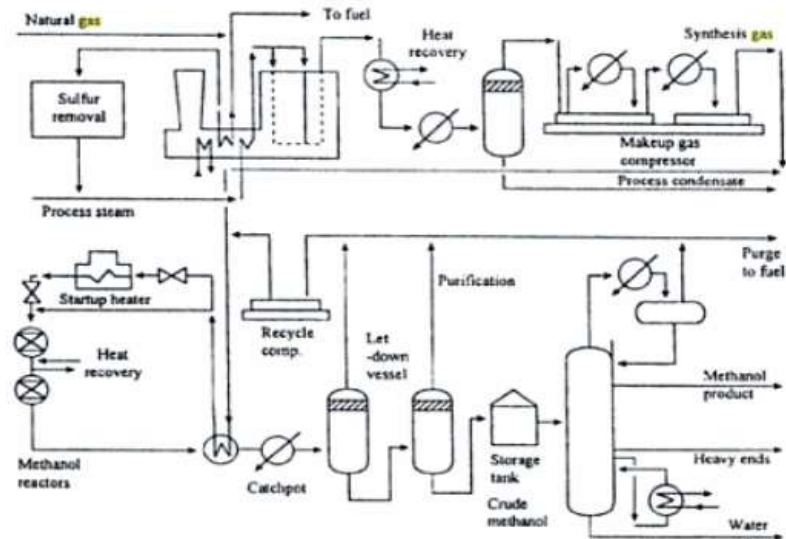 Natural gas
To fuel
Heat
recovery
Synthesis gas
Sulfur
removal
Makeup gas
compressor
Process condensate
Process steam
Startup heater
Heat
recovery
Recycle
comp.
Purification
Purge
to fuel
Let
-down
vessel
Methanol
product
Heavy ends
Methanol
reactors
Catchpot
Storage
tank
Crude
methanol
Water